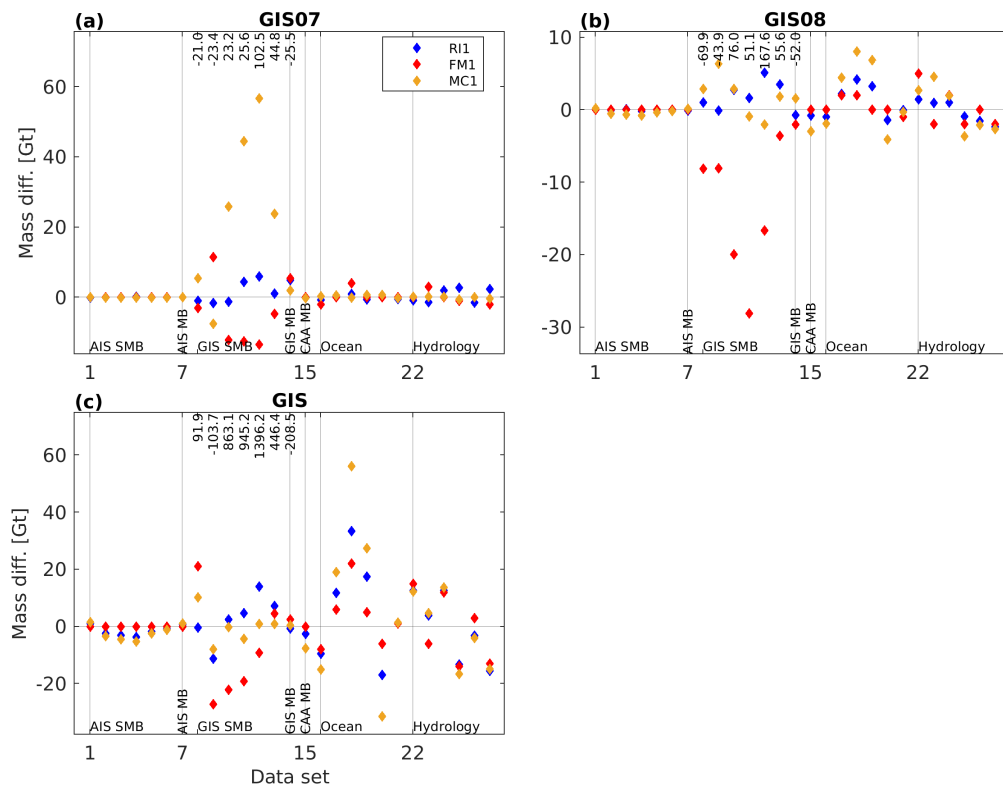 (a)
GIS07
-21.0
-23.4
23.2
25.6
102.5
44.8
-25.5
RI1
FM1
MC1
60
40
20
0
Mass diff. [Gt]
AIS SMB
AIS MB
GIS SMB
GIS MB
CAA MB
Ocean
Hydrology
1
7
15
22
(b)
GIS08
-69.9
-43.9
76.0
51.1
167.6
55.6
-52.0
10
0
-10
-20
-30
AIS SMB
AIS MB
GIS SMB
GIS MB
CAA MB
Ocean
Hydrology
1
7
15
22
(c)
GIS
91.9
-103.7
863.1
945.2
1396.2
446.4
-208.5
60
40
20
0
-20
Mass diff. [Gt]
AIS SMB
AIS MB
GIS SMB
GIS MB
CAA MB
Ocean
Hydrology
1
7
15
22
Data set